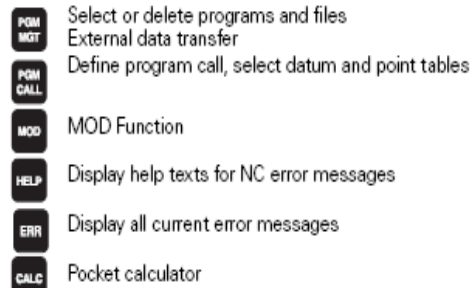 PGM
MGT
Select or delete programs and files
External data transfer
PGM
CALL
Define program call, select datum and point tables
MOD
MOD Function
HELP
Display help texts for NC error messages
ERR
Display all current error messages
CALC
Pocket calculator